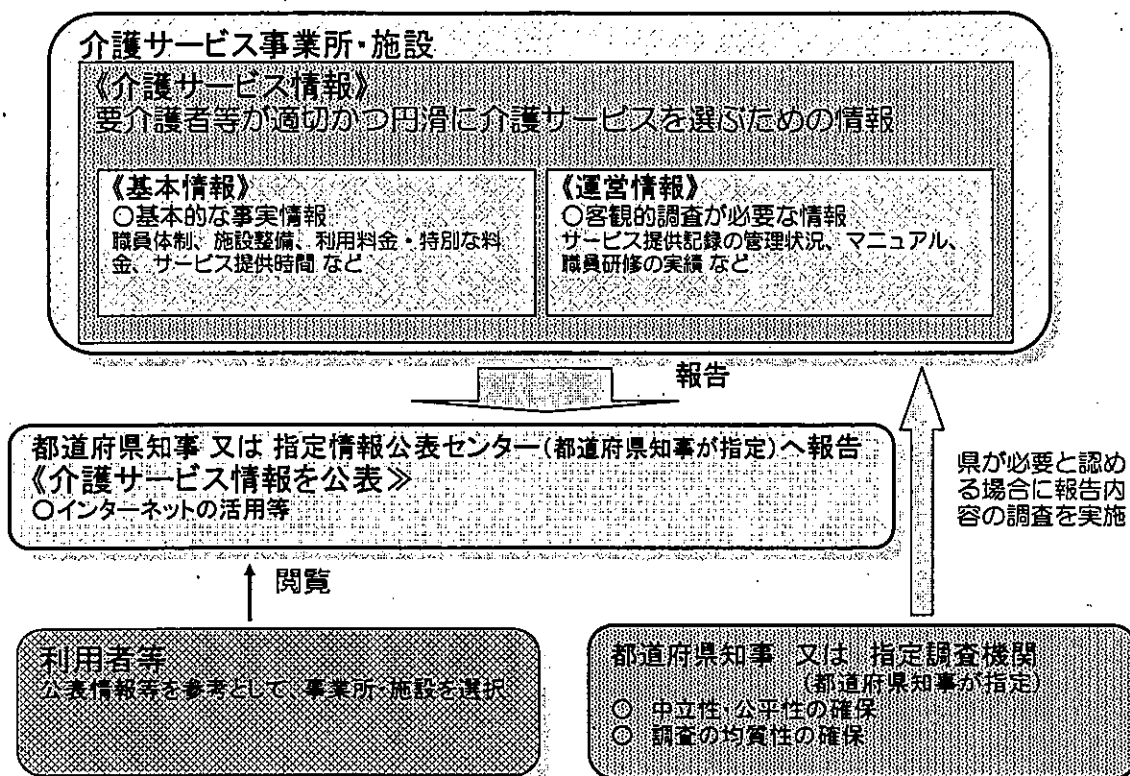 介護サービス事業所・施設
《介護サービス情報》
要介護者等が適切かつ円滑に介護サービスを選ぶための情報
《基本情報》
○基本的な事実情報
職員体制、施設整備、利用料金・特別な料
金、サービス提供時間 など
《運営情報》
○客観的調査が必要な情報
サービス提供記録の管理状況、マニュアル、
職員研修の実績 など
報告
都道府県知事 又は 指定情報公表センター(都道府県知事が指定)へ報告
《介護サービス情報を公表≫
○インターネットの活用等
県が必要と認め
る場合に報告内
容の調査を実施
閲覧
利用者等
公表情報等を参考として、事業所・施設を選択
都道府県知事 又は 指定調査機関
(都道府県知事が指定)
○ 中立性・公平性の確保
○ 調査の均質性の確保